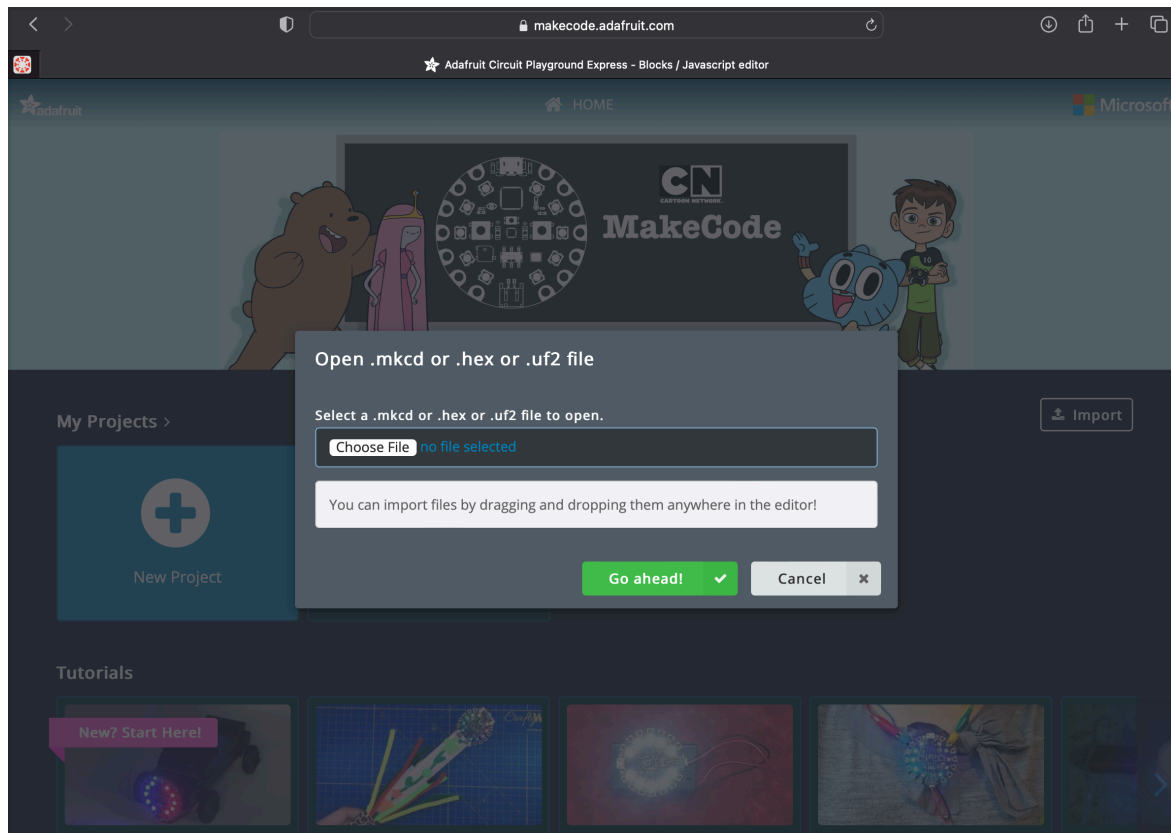 makecode.adafruit.com
Adafruit Circuit Playground Express - Blocks / Javascript editor
adafruit
HOME
Microsoft
CN
CARTOON NETWORK
MakeCode
10
Open .mkcd or .hex or .uf2 file
Select a .mkcd or .hex or .uf2 file to open.
Choose File no file selected
You can import files by dragging and dropping them anywhere in the editor!
Go ahead!
Cancel
My Projects >
Import
New Project
Tutorials
New? Start Here!